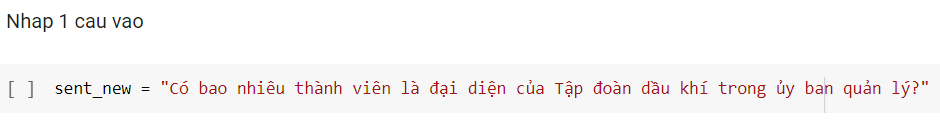 Nhap 1 cau vao
[ ] sent_new = "Có bao nhiêu thành viên là đại diện của Tập đoàn dầu khí trong ủy ban quản lý?"